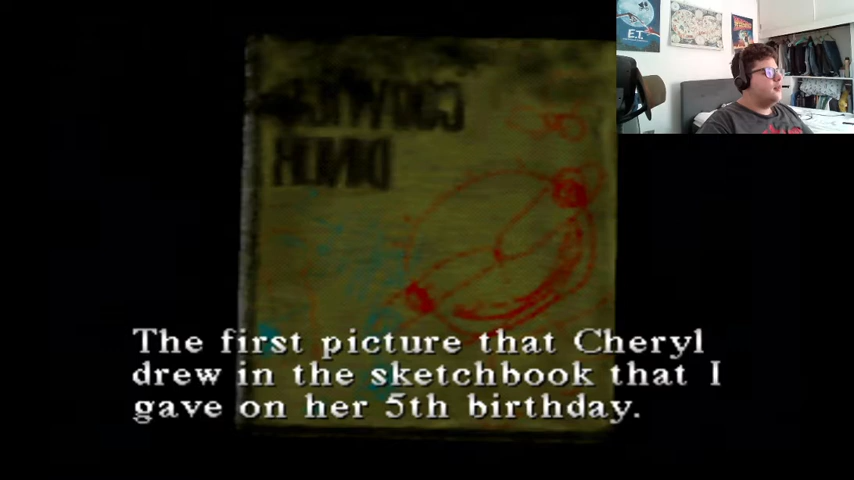 E.T.
The first picture that Cheryl
drew in the sketchbook that I
gave on her 5th birthday.